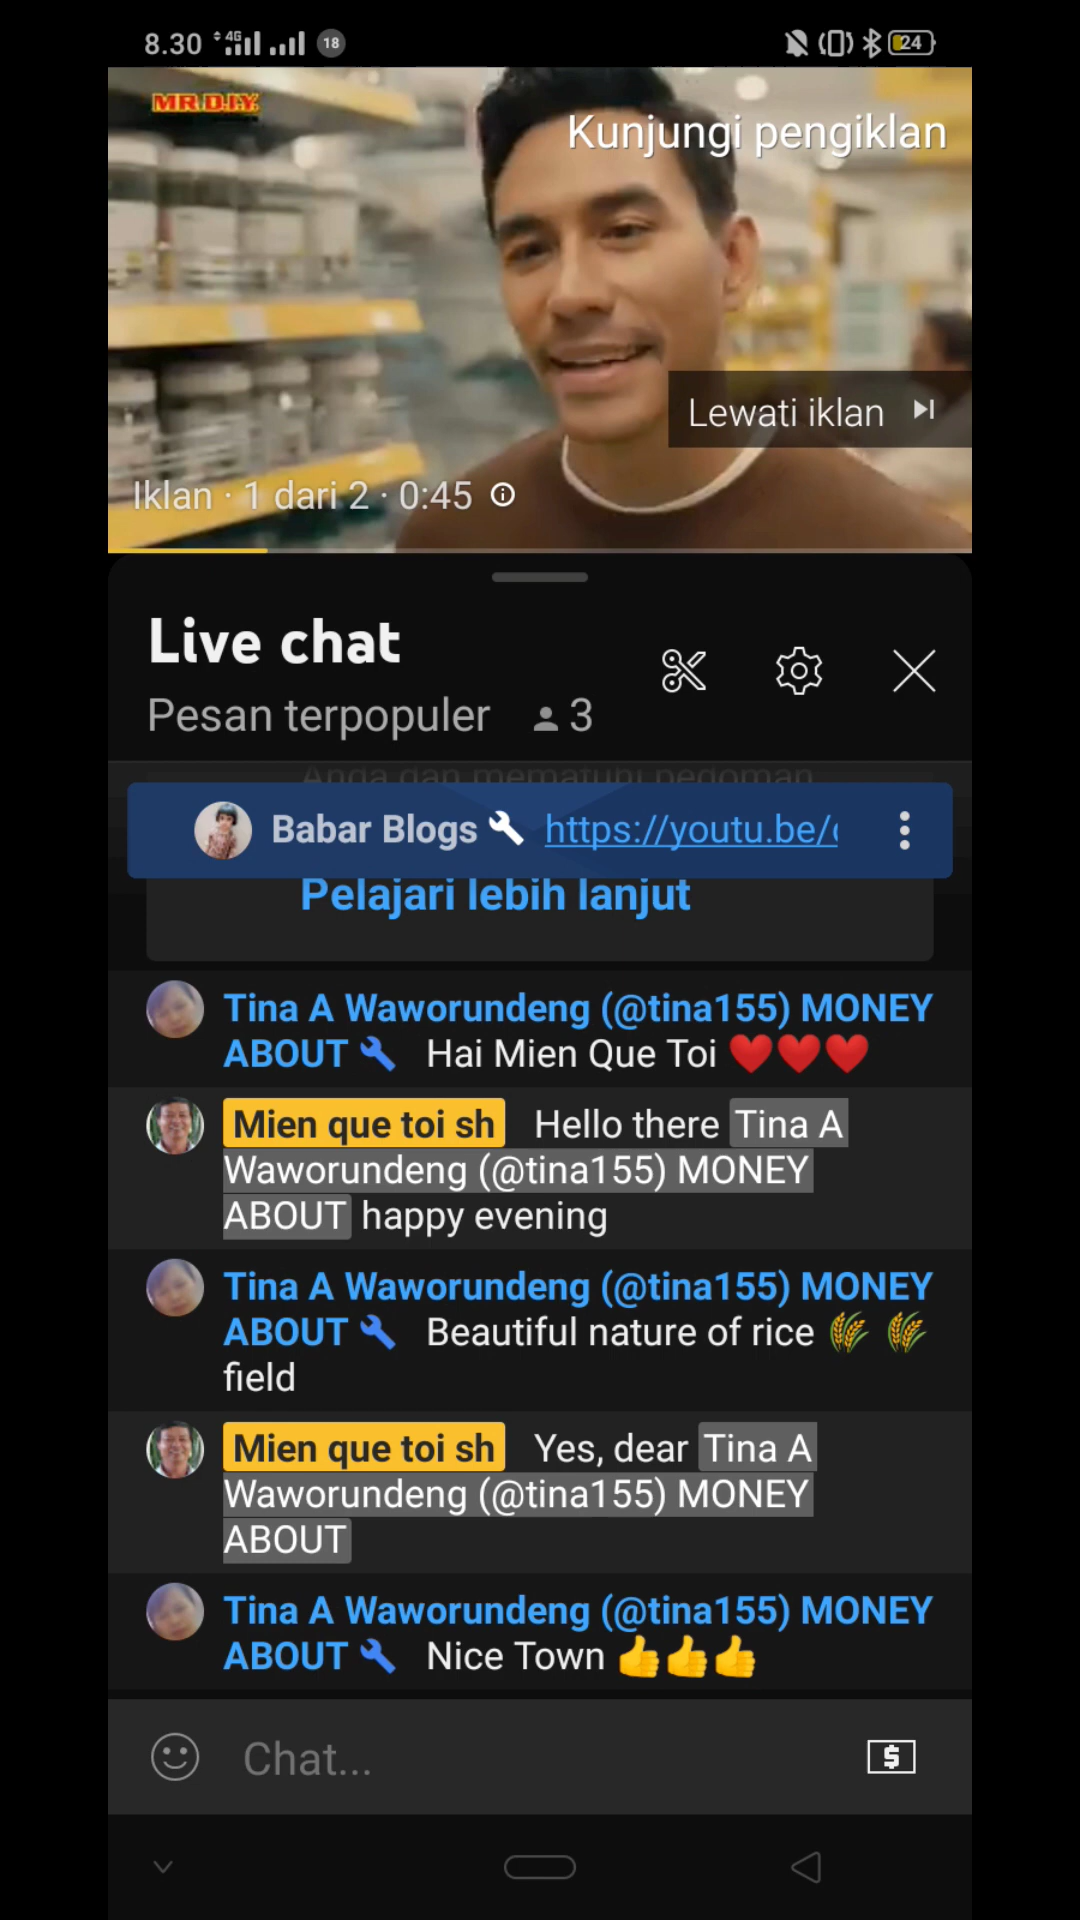 8.30 4G 18 24
MR D.I.Y.
Kunjungi pengiklan
Lewati iklan
Iklan · 1 dari 2 · 0:45
Live chat
Pesan terpopuler 3
Anda dan mematuhi pedoman
Babar Blogs https://youtu.be/
Pelajari lebih lanjut
Tina A Waworundeng (@tina155) MONEY
ABOUT Hai Mien Que Toi ❤️❤️❤️
Mien que toi sh Hello there Tina A
Waworundeng (@tina155) MONEY
ABOUT happy evening
Tina A Waworundeng (@tina155) MONEY
ABOUT Beautiful nature of rice 🌾 🌾
field
Mien que toi sh Yes, dear Tina A
Waworundeng (@tina155) MONEY
ABOUT
Tina A Waworundeng (@tina155) MONEY
ABOUT Nice Town 👍👍👍
Chat...